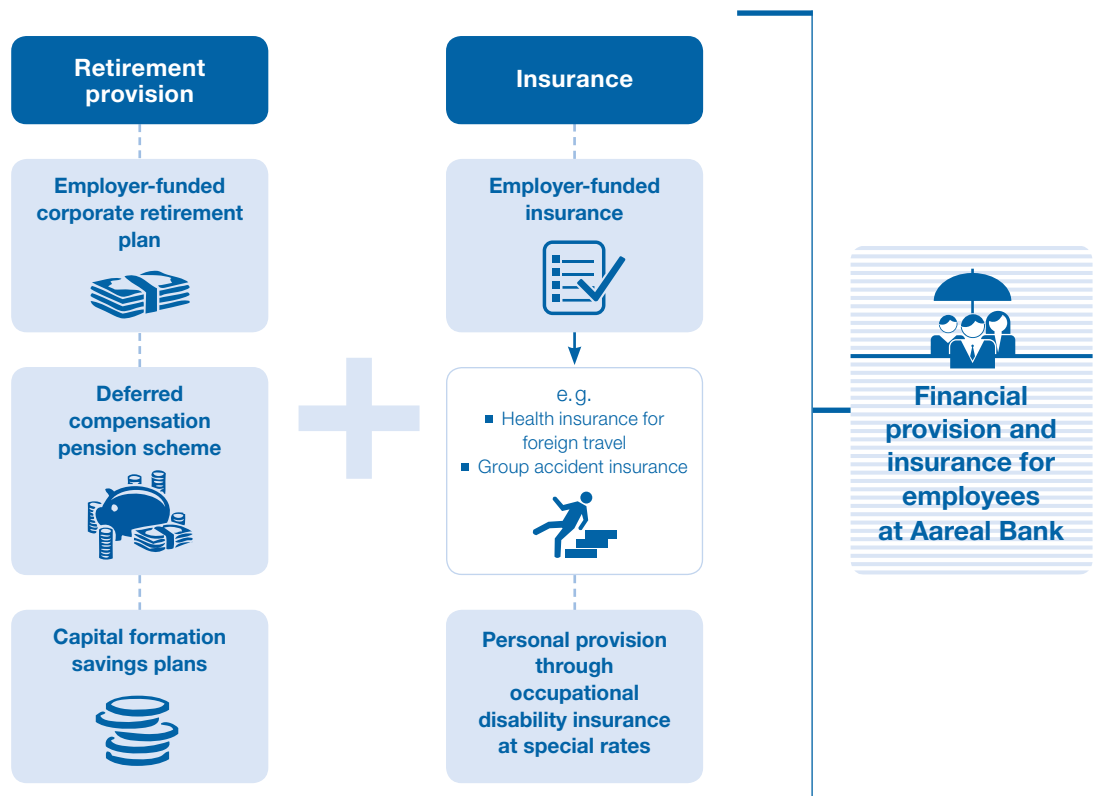 Retirement
provision
Employer-funded
corporate retirement
plan
Deferred
compensation
pension scheme
Capital formation
savings plans
Insurance
Employer-funded
insurance
e.g.
■ Health insurance for
foreign travel
■ Group accident insurance
Personal provision
through
occupational
disability insurance
at special rates
Financial
provision and
insurance for
employees
at Aareal Bank